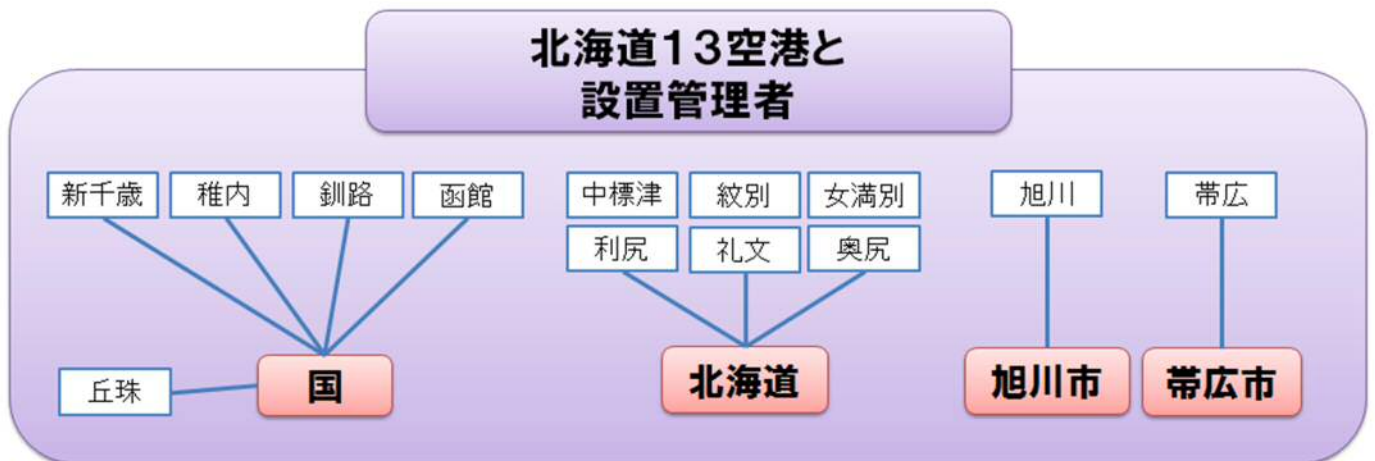 北海道１３空港と
設置管理者
新千歳 稚内 釧路 函館 中標津 紋別 女満別 旭川 帯広
利尻 礼文 奥尻
丘珠 国 北海道 旭川市 帯広市